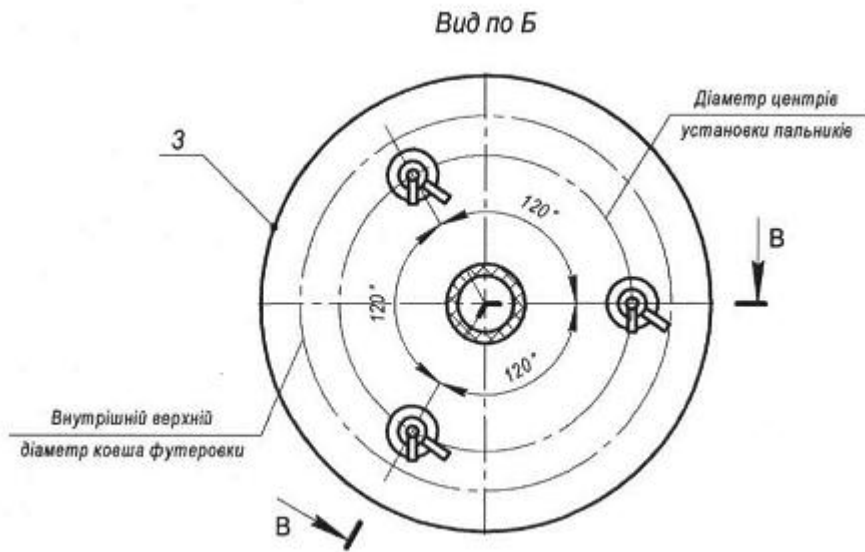 Вид по Б
Діаметр центрів
установки пальників
3
120°
В
120°
120°
Внутрішній верхній
діаметр ковша футеровки
В